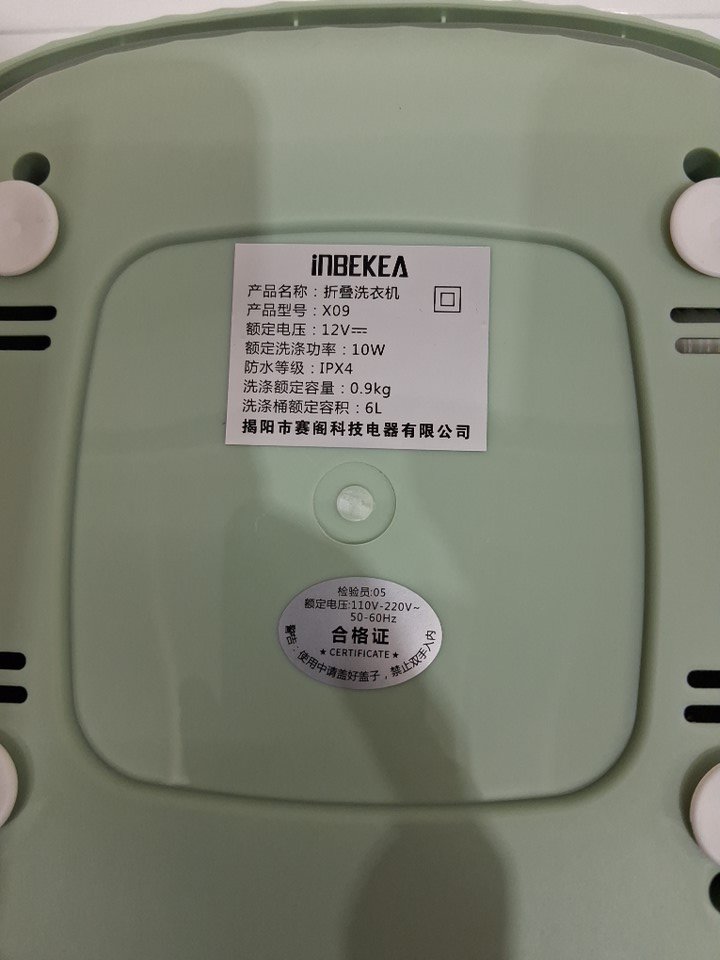 inBEKEA
产品名称：折叠洗衣机
产品型号：X09
额定电压：12V⎓
额定洗涤功率：10W
防水等级：IPX4
洗涤额定容量：0.9kg
洗涤桶额定容积：6L
揭阳市赛阁科技电器有限公司
检验员:05
额定电压:110V-220V~
50-60Hz
合格证
★ CERTIFICATE ★
警告：使用中请盖好盖子，禁止双手入内